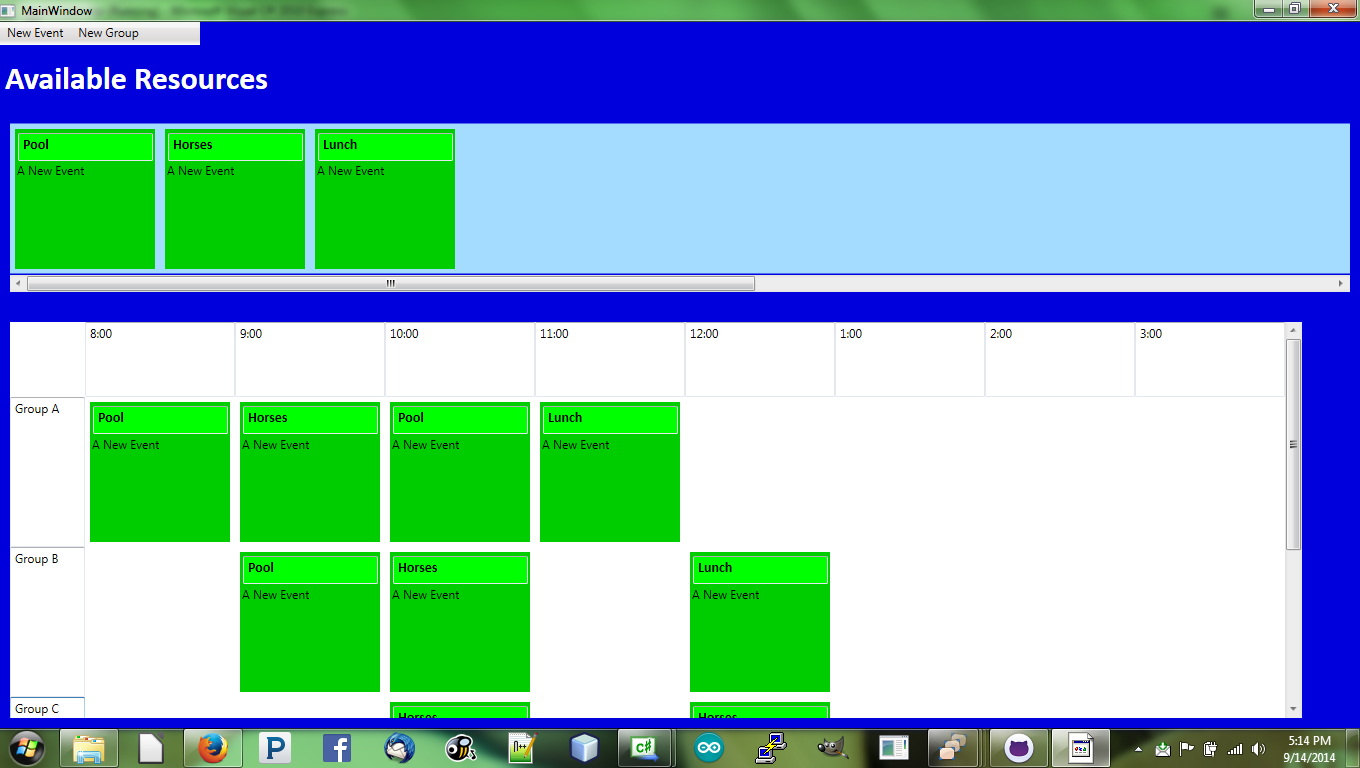 MainWindow
New Event New Group
Available Resources
Pool Horses Lunch
A New Event A New Event A New Event
8:00 9:00 10:00 11:00 12:00 1:00 2:00 3:00
Group A
Pool Horses Pool Lunch
A New Event A New Event A New Event A New Event
Group B
Pool Horses Lunch
A New Event A New Event A New Event
Group C
Horses Horses
5:14 PM
9/14/2014